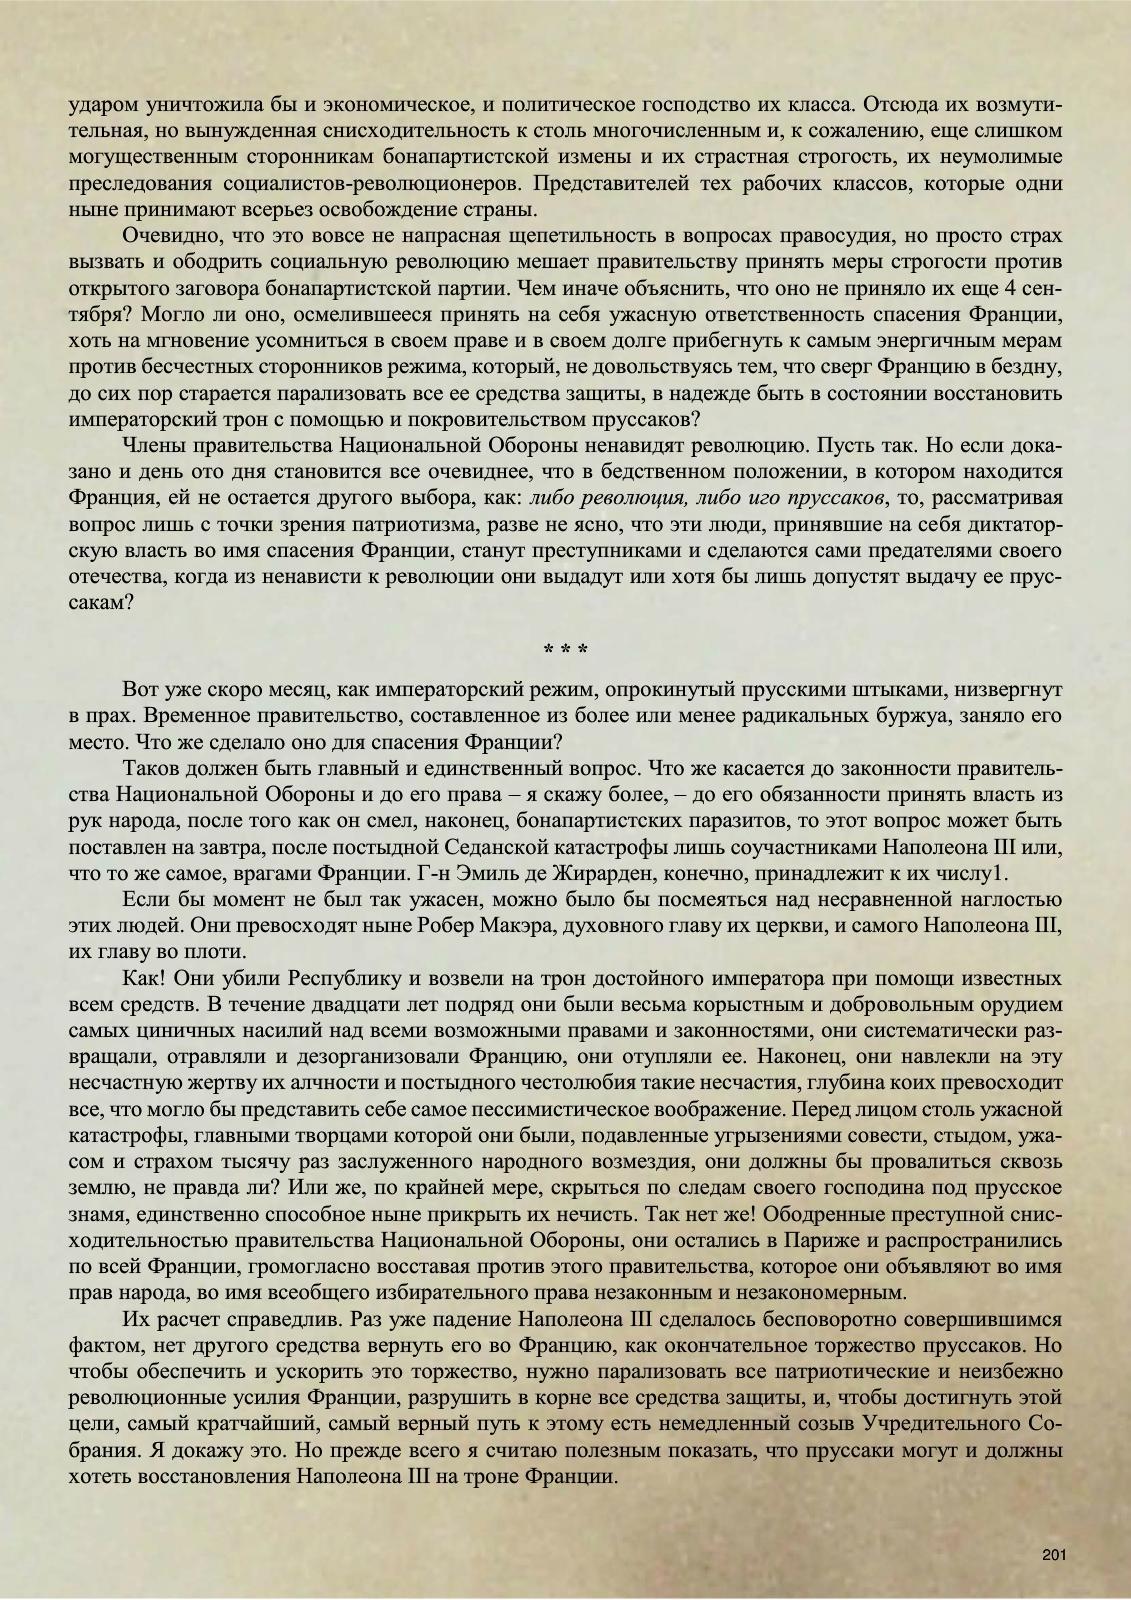 ударом уничтожила бы и экономическое, и политическое господство их класса. Отсюда их возмути-
тельная, но вынужденная снисходительность к столь многочисленным и, к сожалению, еще слишком
могущественным сторонникам бонапартистской измены и их страстная строгость, их неумолимые
преследования социалистов-революционеров. Представителей тех рабочих классов, которые одни
ныне принимают всерьез освобождение страны.
Очевидно, что это вовсе не напрасная щепетильность в вопросах правосудия, но просто страх
вызвать и ободрить социальную революцию мешает правительству принять меры строгости против
открытого заговора бонапартистской партии. Чем иначе объяснить, что оно не приняло их еще 4 сен-
тября? Могло ли оно, осмелившееся принять на себя ужасную ответственность спасения Франции,
хоть на мгновение усомниться в своем праве и в своем долге прибегнуть к самым энергичным мерам
против бесчестных сторонников режима, который, не довольствуясь тем, что сверг Францию в бездну,
до сих пор старается парализовать все ее средства защиты, в надежде быть в состоянии восстановить
императорский трон с помощью и покровительством пруссаков?
Члены правительства Национальной Обороны ненавидят революцию. Пусть так. Но если дока-
зано и день ото дня становится все очевиднее, что в бедственном положении, в котором находится
Франция, ей не остается другого выбора, как: либо революция, либо иго пруссаков, то, рассматривая
вопрос лишь с точки зрения патриотизма, разве не ясно, что эти люди, принявшие на себя диктатор-
скую власть во имя спасения Франции, станут преступниками и сделаются сами предателями своего
отечества, когда из ненависти к революции они выдадут или хотя бы лишь допустят выдачу ее прус-
сакам?
* * *
Вот уже скоро месяц, как императорский режим, опрокинутый прусскими штыками, низвергнут
в прах. Временное правительство, составленное из более или менее радикальных буржуа, заняло его
место. Что же сделало оно для спасения Франции?
Таков должен быть главный и единственный вопрос. Что же касается до законности правитель-
ства Национальной Обороны и до его права – я скажу более, – до его обязанности принять власть из
рук народа, после того как он смел, наконец, бонапартистских паразитов, то этот вопрос может быть
поставлен на завтра, после постыдной Седанской катастрофы лишь соучастниками Наполеона III или,
что то же самое, врагами Франции. Г-н Эмиль де Жирарден, конечно, принадлежит к их числу1.
Если бы момент не был так ужасен, можно было бы посмеяться над несравненной наглостью
этих людей. Они превосходят ныне Робер Макэра, духовного главу их церкви, и самого Наполеона III,
их главу во плоти.
Как! Они убили Республику и возвели на трон достойного императора при помощи известных
всем средств. В течение двадцати лет подряд они были весьма корыстным и добровольным орудием
самых циничных насилий над всеми возможными правами и законностями, они систематически раз-
вращали, отравляли и дезорганизовали Францию, они отупляли ее. Наконец, они навлекли на эту
несчастную жертву их алчности и постыдного честолюбия такие несчастия, глубина коих превосходит
все, что могло бы представить себе самое пессимистическое воображение. Перед лицом столь ужасной
катастрофы, главными творцами которой они были, подавленные угрызениями совести, стыдом, ужа-
сом и страхом тысячу раз заслуженного народного возмездия, они должны бы провалиться сквозь
землю, не правда ли? Или же, по крайней мере, скрыться по следам своего господина под прусское
знамя, единственно способное ныне прикрыть их нечисть. Так нет же! Ободренные преступной снис-
ходительностью правительства Национальной Обороны, они остались в Париже и распространились
по всей Франции, громогласно восставая против этого правительства, которое они объявляют во имя
прав народа, во имя всеобщего избирательного права незаконным и незакономерным.
Их расчет справедлив. Раз уже падение Наполеона III сделалось бесповоротно совершившимся
фактом, нет другого средства вернуть его во Францию, как окончательное торжество пруссаков. Но
чтобы обеспечить и ускорить это торжество, нужно парализовать все патриотические и неизбежно
революционные усилия Франции, разрушить в корне все средства защиты, и, чтобы достигнуть этой
цели, самый кратчайший, самый верный путь к этому есть немедленный созыв Учредительного Со-
брания. Я докажу это. Но прежде всего я считаю полезным показать, что пруссаки могут и должны
хотеть восстановления Наполеона III на троне Франции.
201